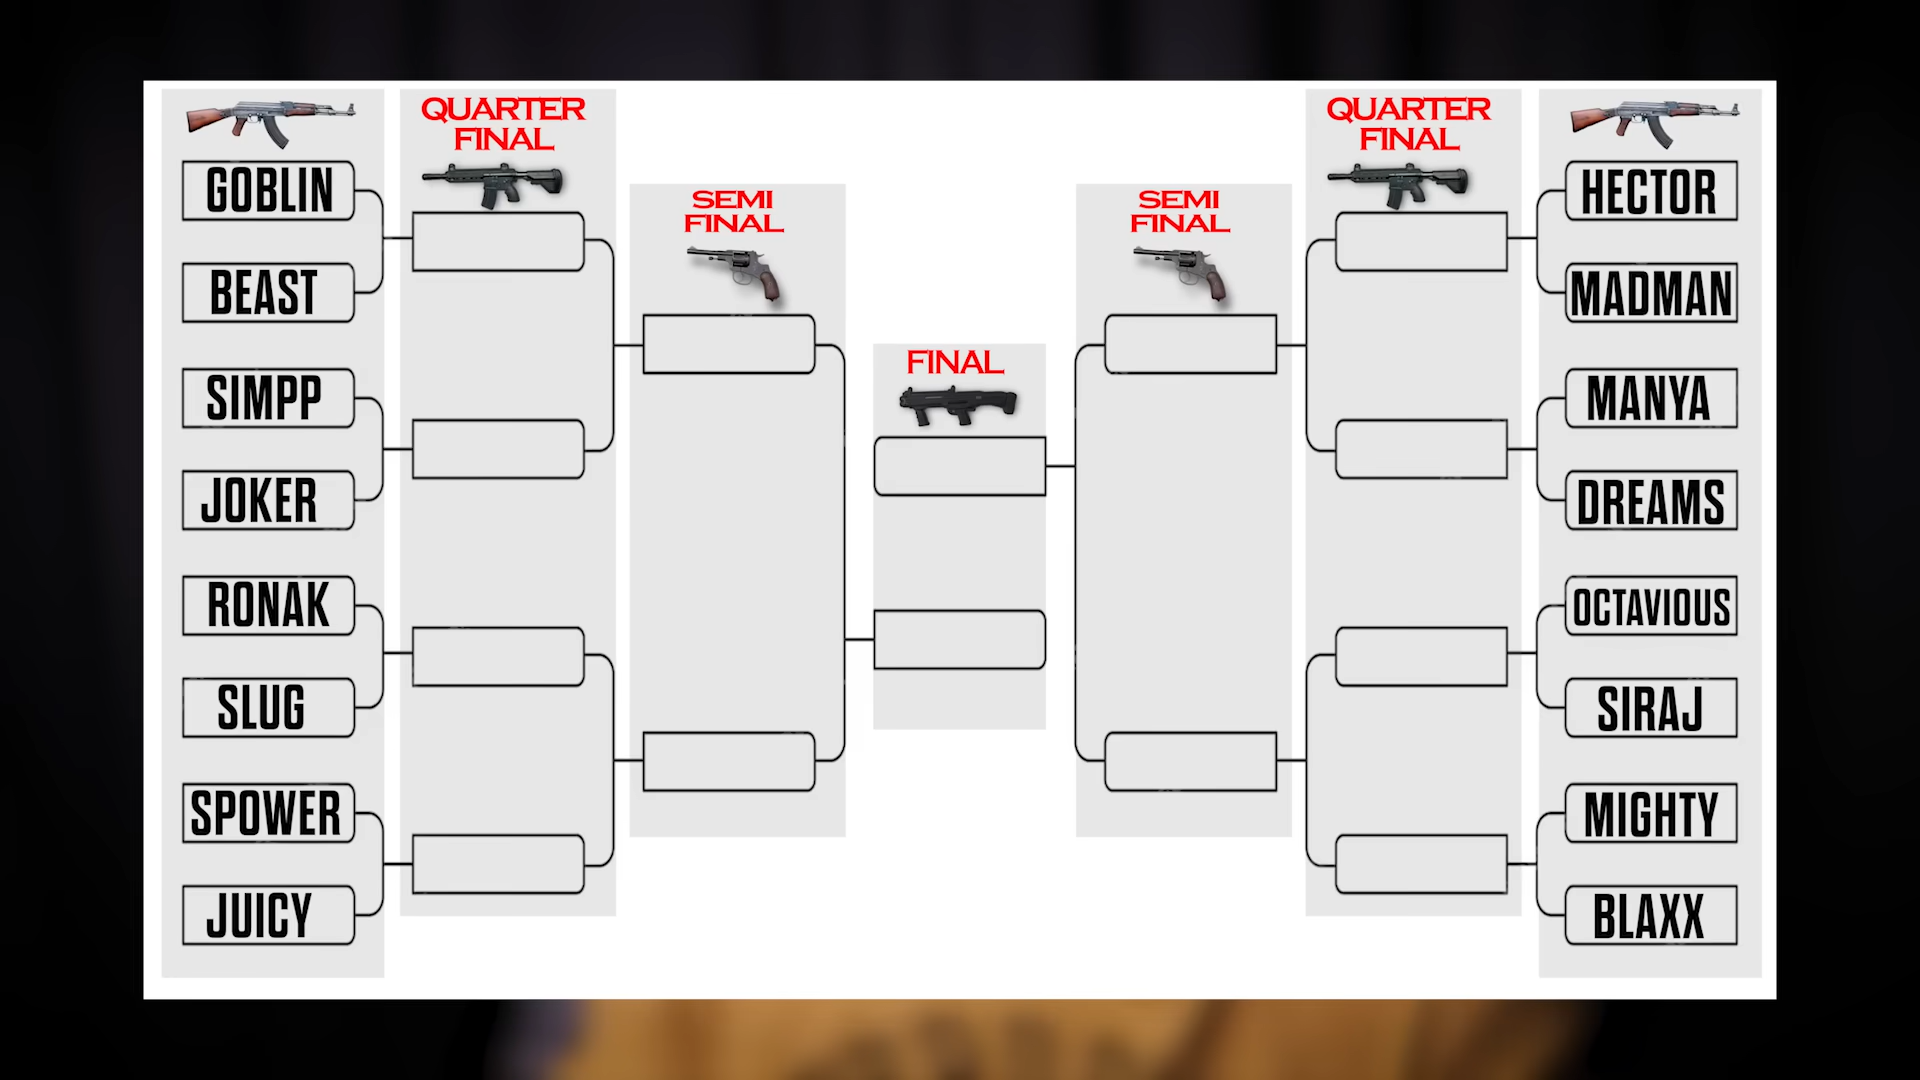 QUARTER
FINAL
QUARTER
FINAL
GOBLIN
HECTOR
SEMI
FINAL
SEMI
FINAL
BEAST
MADMAN
FINAL
SIMPP
MANYA
JOKER
DREAMS
RONAK
OCTAVIOUS
SLUG
SIRAJ
SPOWER
MIGHTY
JUICY
BLAXX